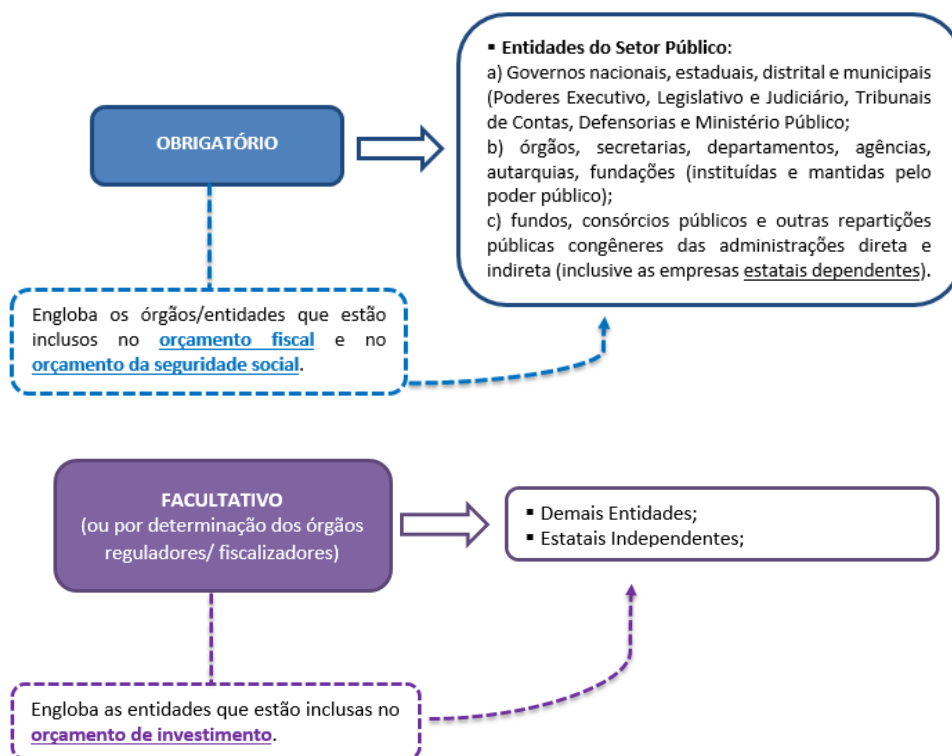 OBRIGATÓRIO
▪ Entidades do Setor Público:
a) Governos nacionais, estaduais, distrital e municipais
(Poderes Executivo, Legislativo e Judiciário, Tribunais
de Contas, Defensorias e Ministério Público;
b) órgãos, secretarias, departamentos, agências,
autarquias, fundações (instituídas e mantidas pelo
poder público);
c) fundos, consórcios públicos e outras repartições
públicas congêneres das administrações direta e
indireta (inclusive as empresas estatais dependentes).
Engloba os órgãos/entidades que estão
inclusos no orçamento fiscal e no
orçamento da seguridade social.
FACULTATIVO
(ou por determinação dos órgãos
reguladores/ fiscalizadores)
▪ Demais Entidades;
▪ Estatais Independentes;
Engloba as entidades que estão inclusas no
orçamento de investimento.